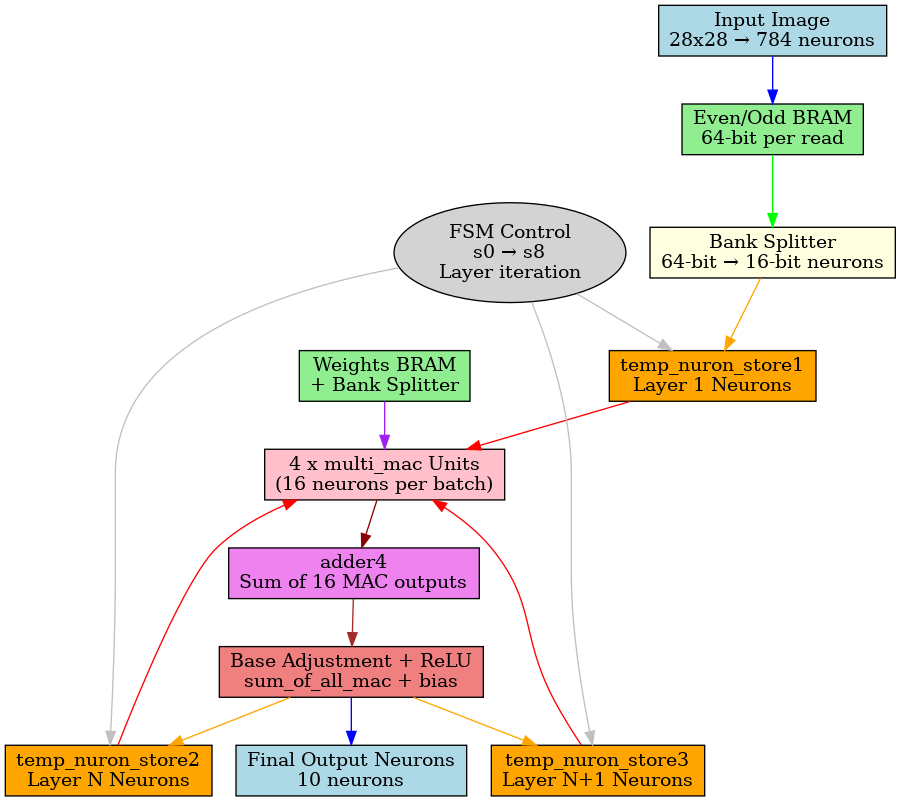 Input Image
28x28 → 784 neurons
Even/Odd BRAM
64-bit per read
FSM Control
s0 → s8
Layer iteration
Bank Splitter
64-bit → 16-bit neurons
Weights BRAM
+ Bank Splitter
temp_nuron_store1
Layer 1 Neurons
4 x multi_mac Units
(16 neurons per batch)
adder4
Sum of 16 MAC outputs
Base Adjustment + ReLU
sum_of_all_mac + bias
temp_nuron_store2
Layer N Neurons
Final Output Neurons
10 neurons
temp_nuron_store3
Layer N+1 Neurons